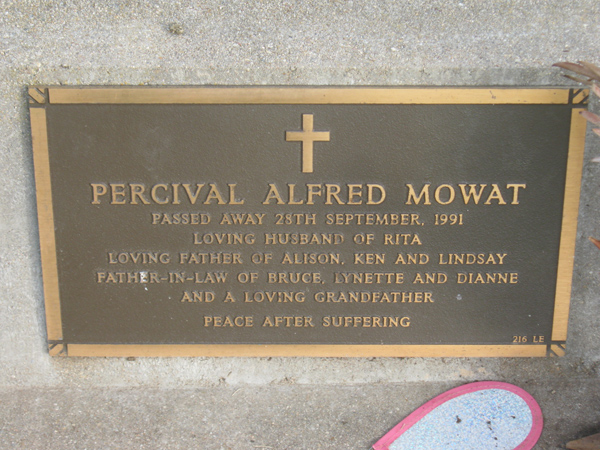 PERCIVAL ALFRED MOWAT
PASSED AWAY 28TH SEPTEMBER, 1991
LOVING HUSBAND OF RITA
LOVING FATHER OF ALISON, KEN AND LINDSAY
FATHER-IN-LAW OF BRUCE, LYNETTE AND DIANNE
AND A LOVING GRANDFATHER
PEACE AFTER SUFFERING
216 LE